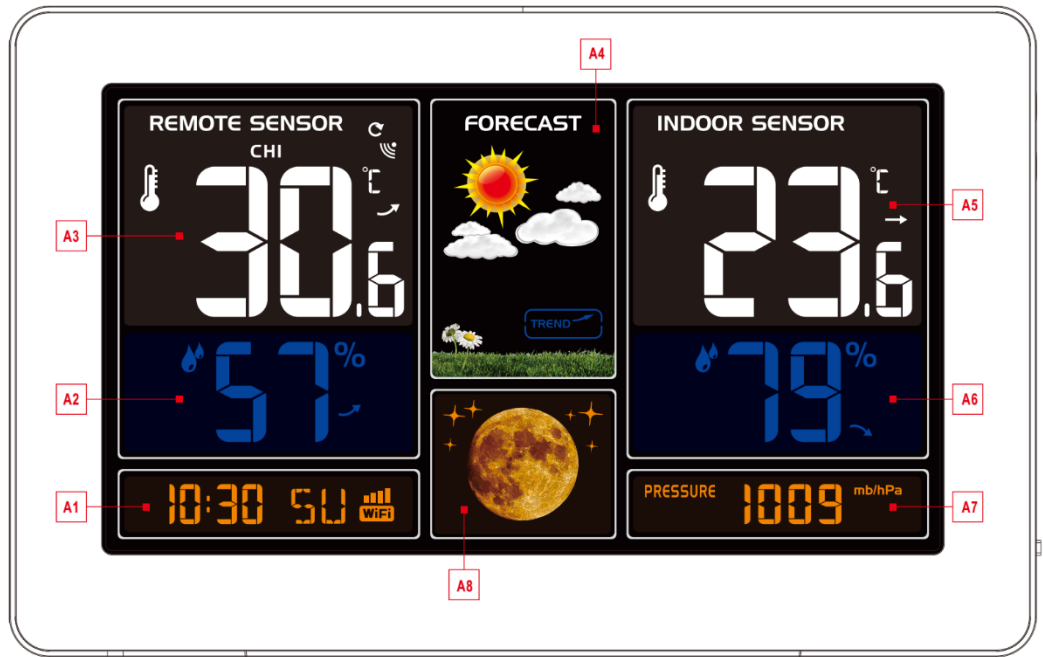 A4
REMOTE SENSOR
CHI
30.6 °C
A3
57 %
A2
10:30 SU WiFi
A1
FORECAST
TREND
A8
INDOOR SENSOR
23.6 °C
A5
79 %
A6
PRESSURE 1009 mb/hPa
A7